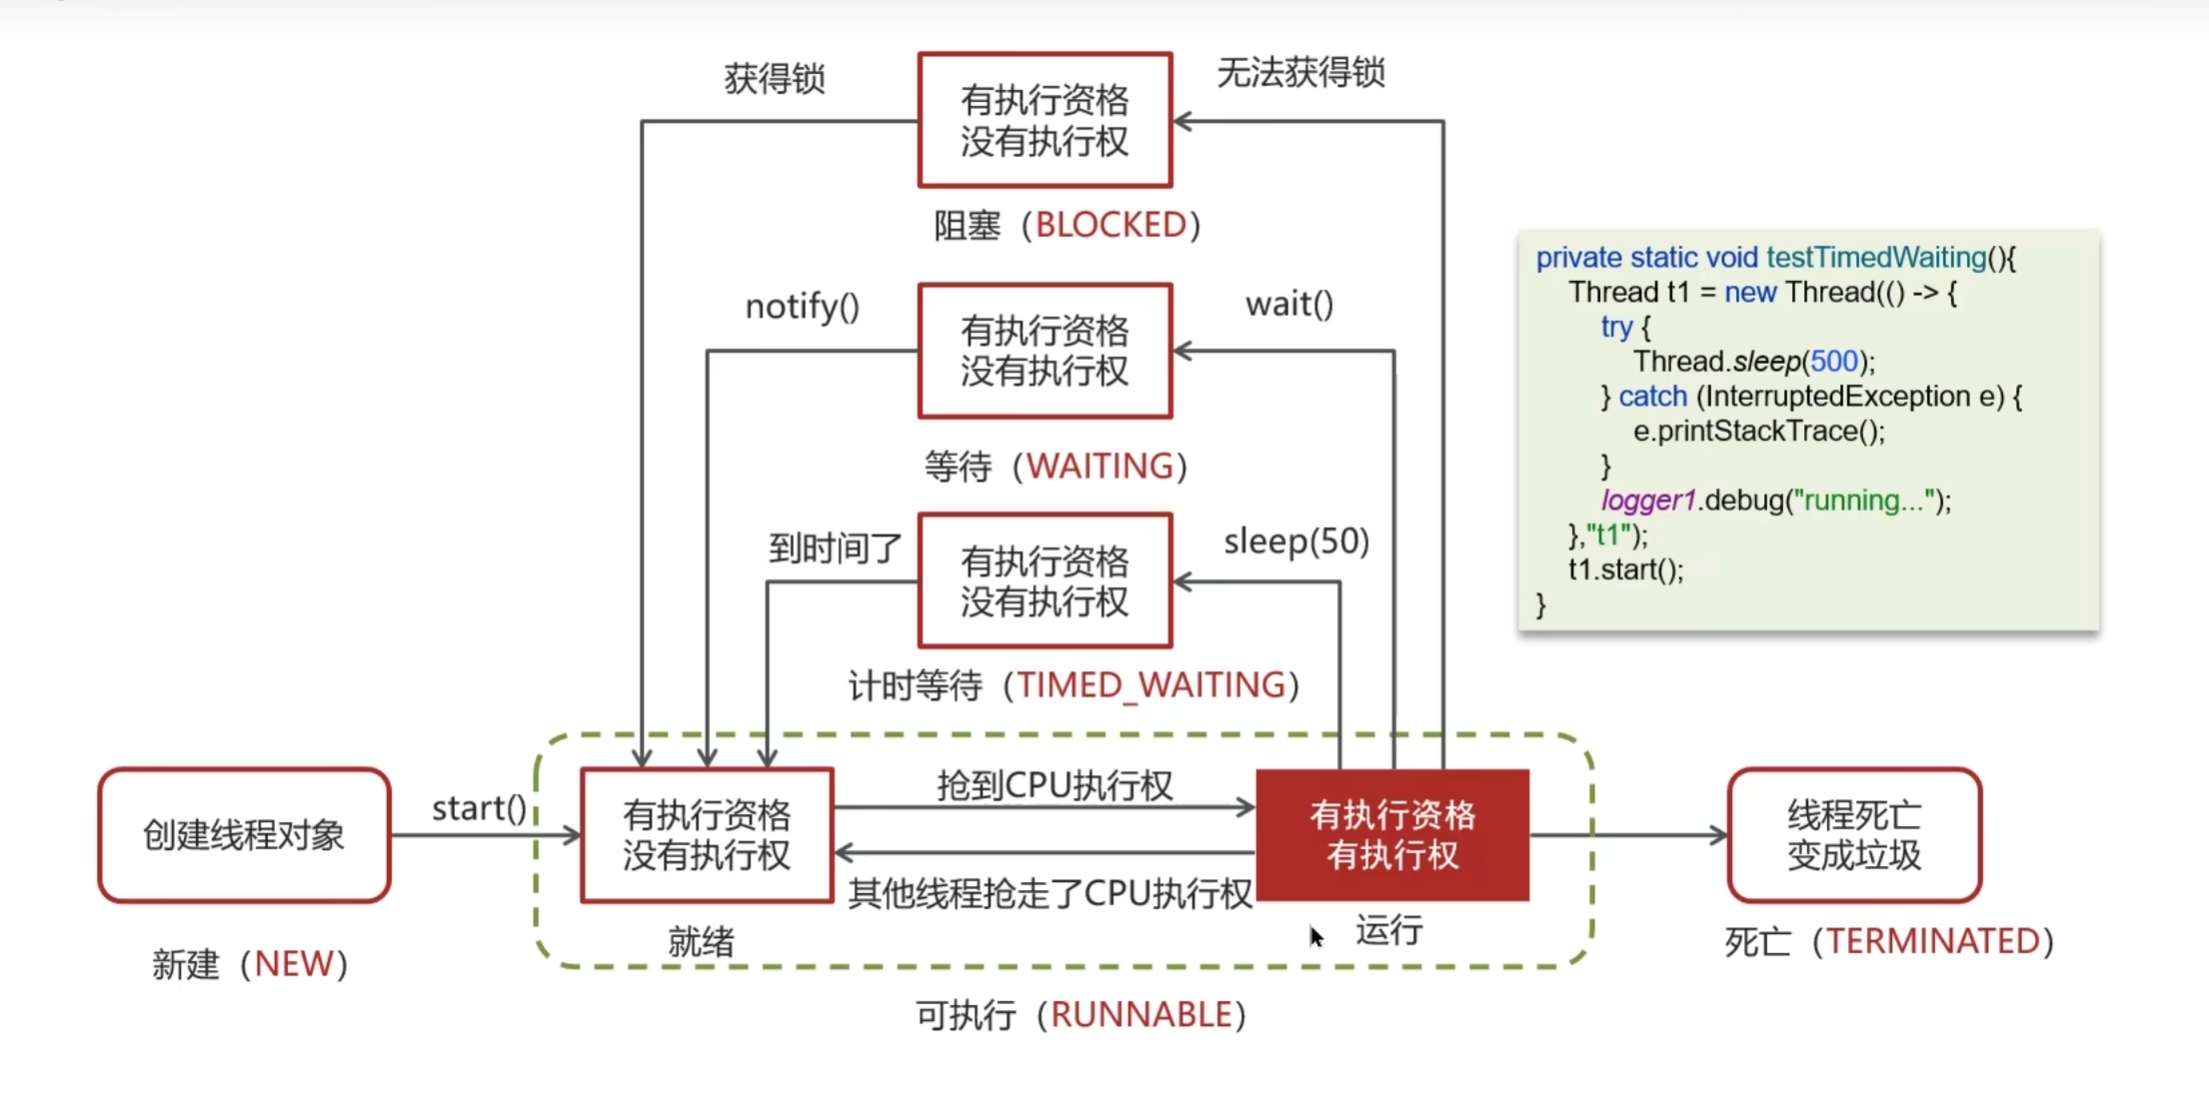 获得锁
有执行资格
没有执行权
无法获得锁
阻塞（BLOCKED）
notify()
有执行资格
没有执行权
wait()
等待（WAITING）
到时间了
有执行资格
没有执行权
sleep(50)
计时等待（TIMED_WAITING）
private static void testTimedWaiting(){
Thread t1 = new Thread(() -> {
try {
Thread.sleep(500);
} catch (InterruptedException e) {
e.printStackTrace();
}
logger1.debug("running...");
},"t1");
t1.start();
}
创建线程对象
新建（NEW）
start()
有执行资格
没有执行权
就绪
抢到CPU执行权
其他线程抢走了CPU执行权
有执行资格
有执行权
运行
可执行（RUNNABLE）
线程死亡
变成垃圾
死亡（TERMINATED）